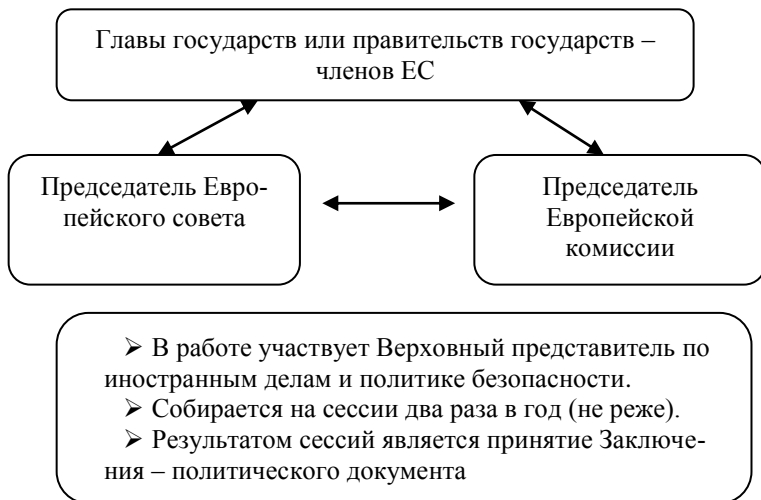 Главы государств или правительств государств –
членов ЕС
Председатель Евро-
пейского совета
Председатель
Европейской
комиссии
➢ В работе участвует Верховный представитель по
иностранным делам и политике безопасности.
➢ Собирается на сессии два раза в год (не реже).
➢ Результатом сессий является принятие Заключе-
ния – политического документа